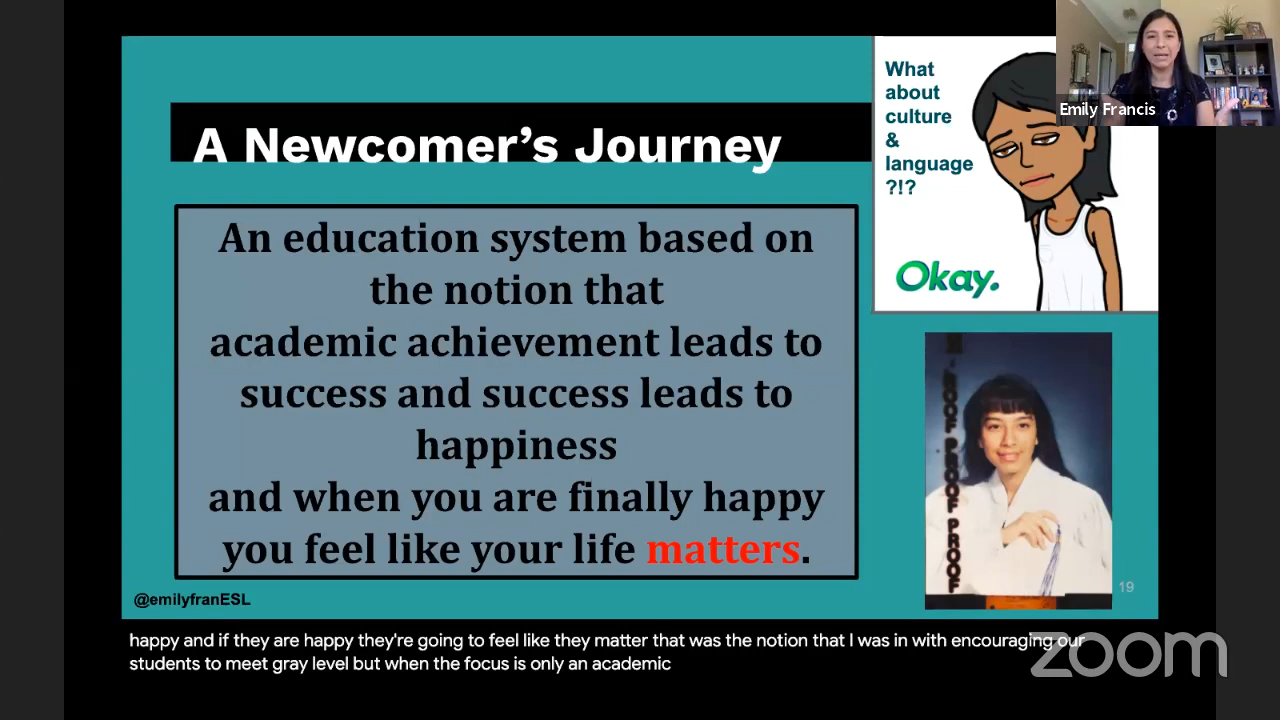 A Newcomer's Journey
An education system based on
the notion that
academic achievement leads to
success and success leads to
happiness
and when you are finally happy
you feel like your life matters.
@emilyfranESL
What
about
culture
&
language
?!?
Okay.
Emily Francis
PROOF PROOF PROOF
19
happy and if they are happy they're going to feel like they matter that was the notion that I was in with encouraging our
students to meet gray level but when the focus is only an academic
zoom